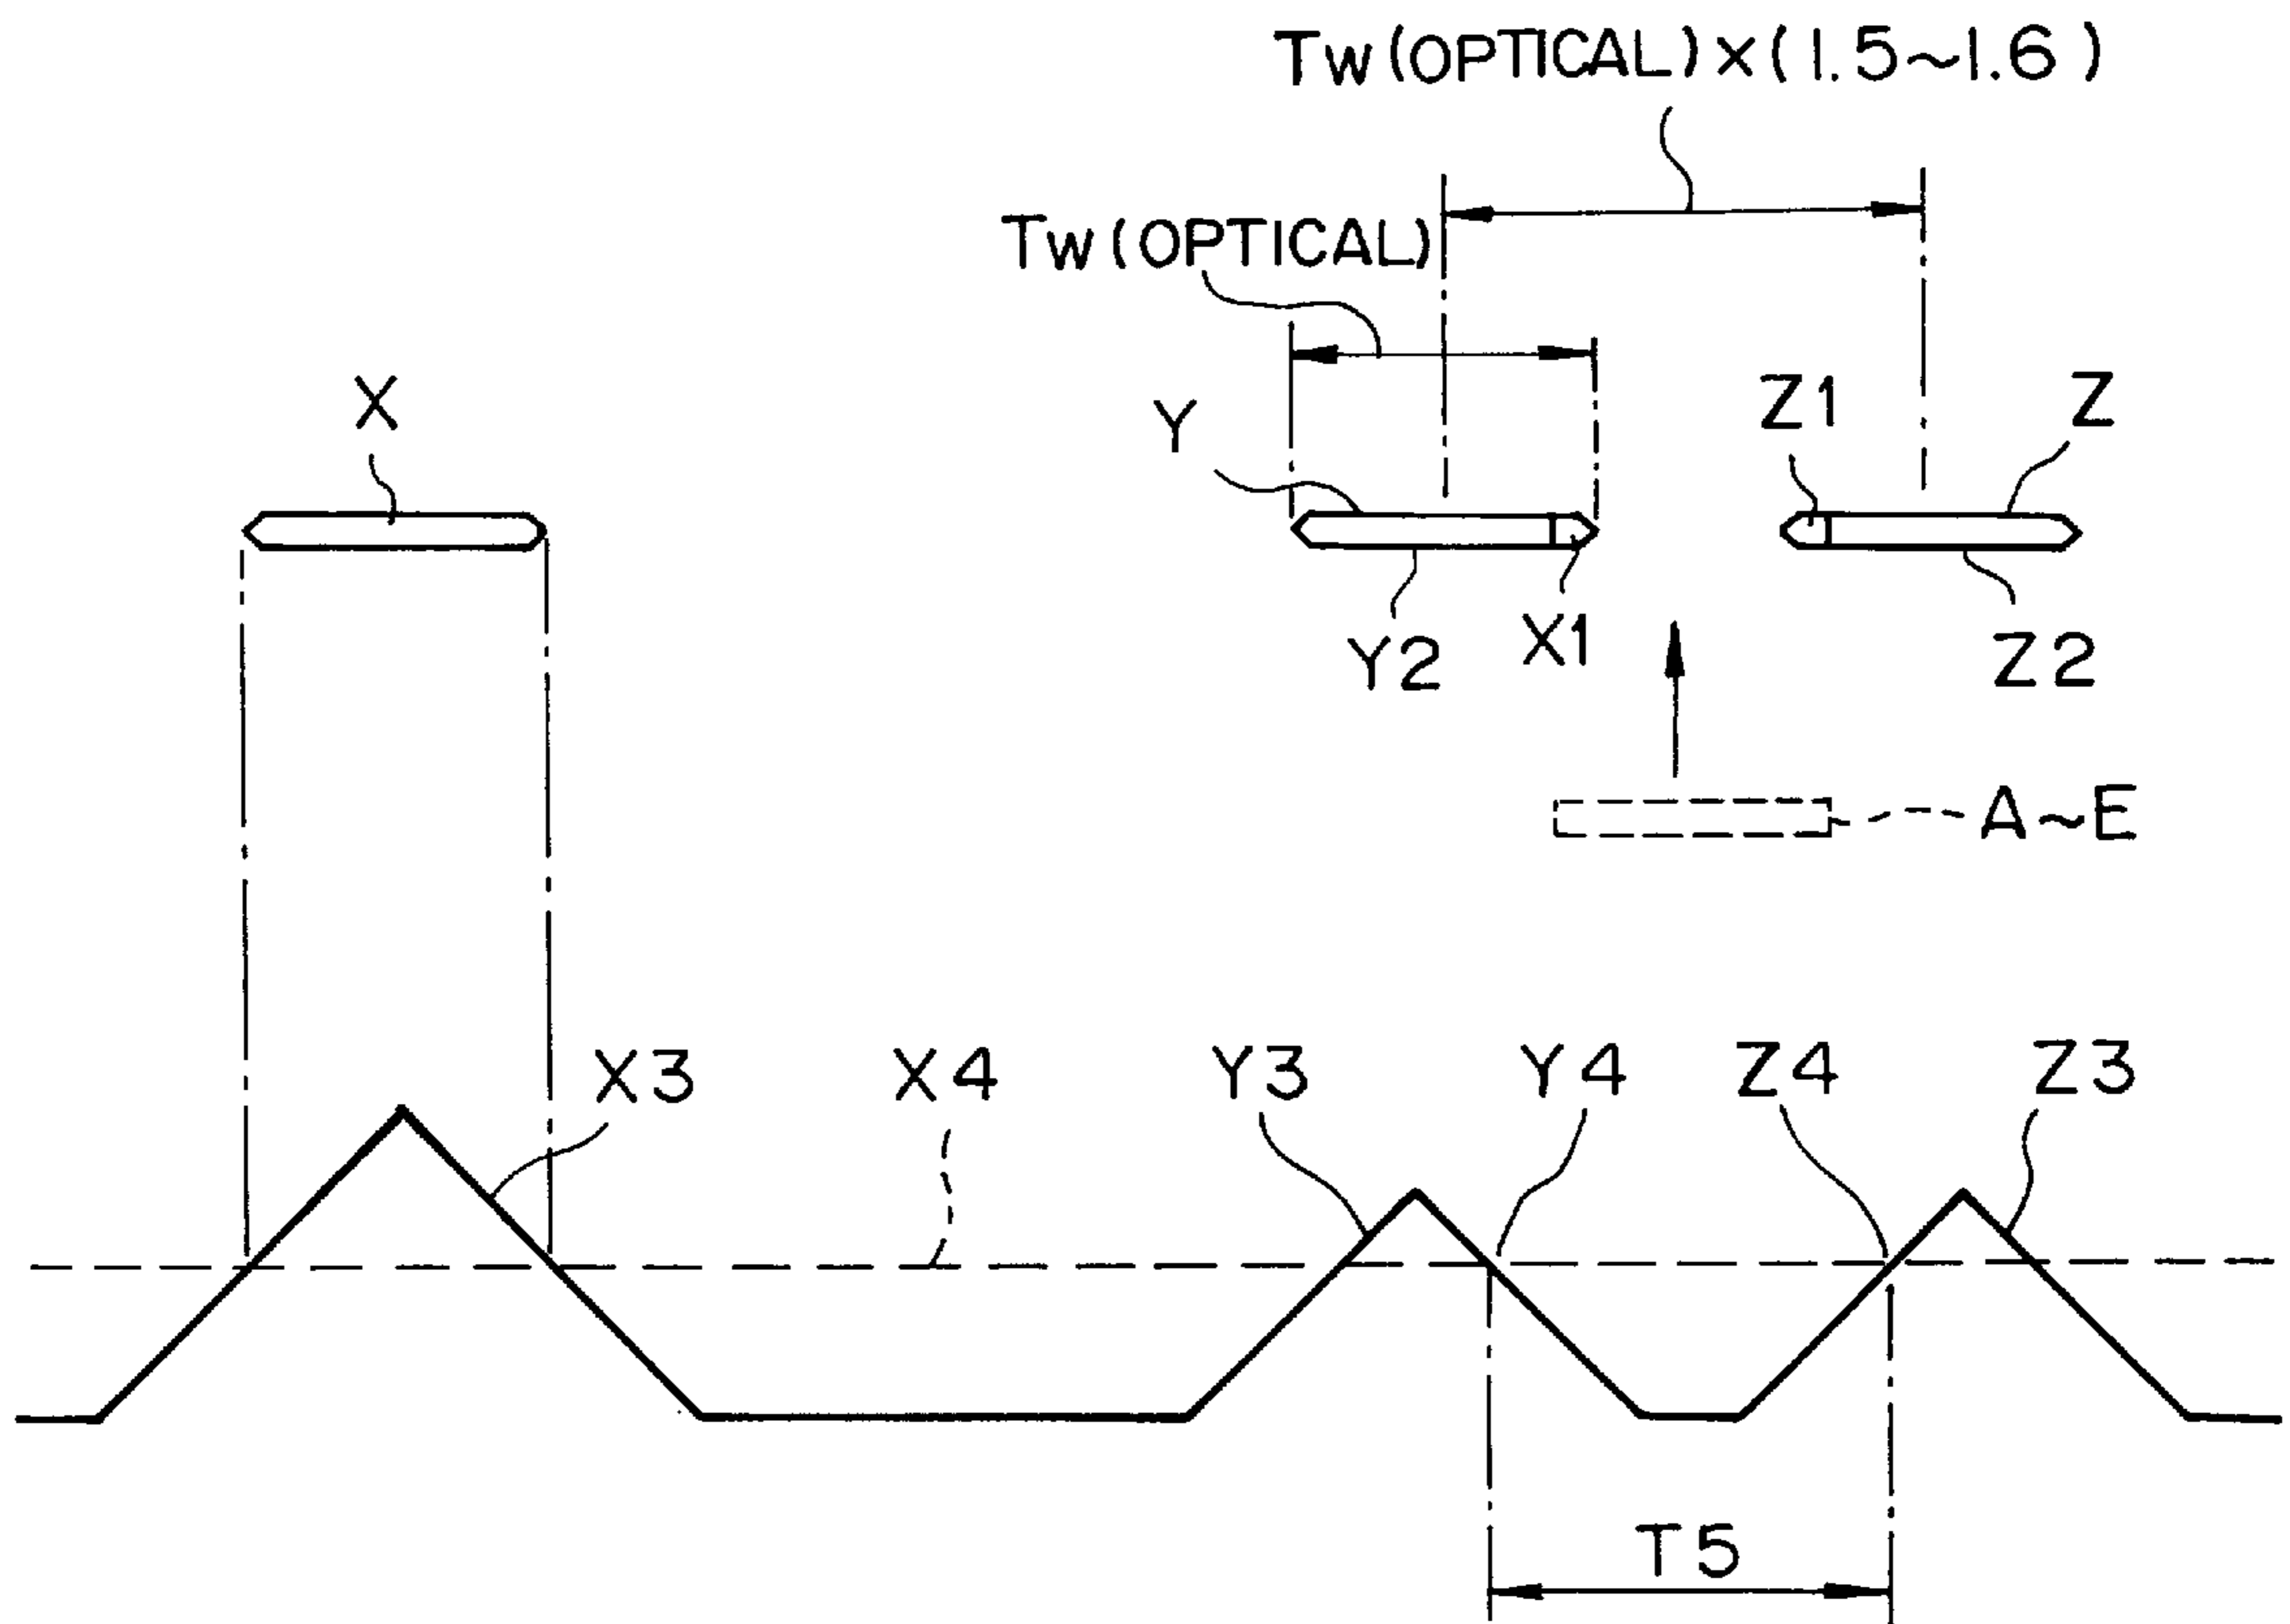 Tw(OPTICAL)×(1.5~1.6)
Tw(OPTICAL)
X
Y
Z1
Z
Y2
X1
Z2
A~E
X3
X4
Y3
Y4
Z4
Z3
T5